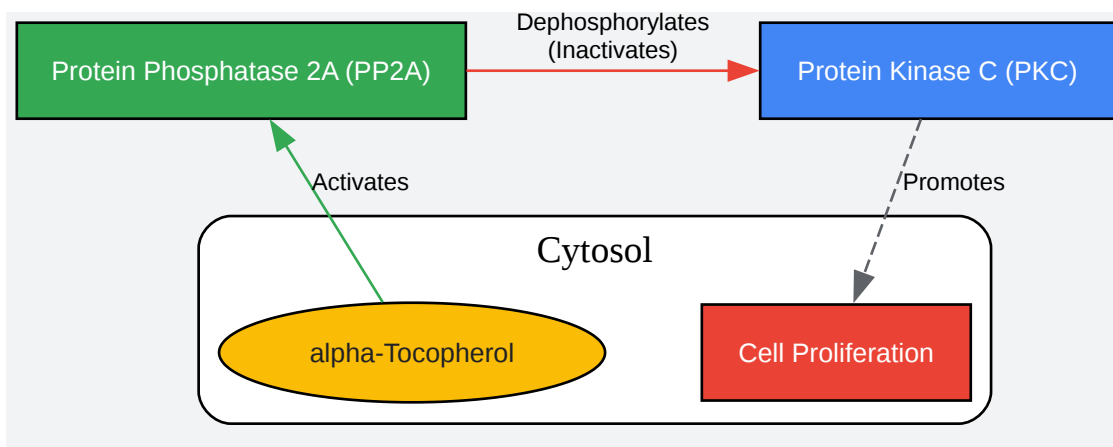 Dephosphorylates
(Inactivates)
Protein Phosphatase 2A (PP2A)
Protein Kinase C (PKC)
Activates
Promotes
Cytosol
alpha-Tocopherol
Cell Proliferation